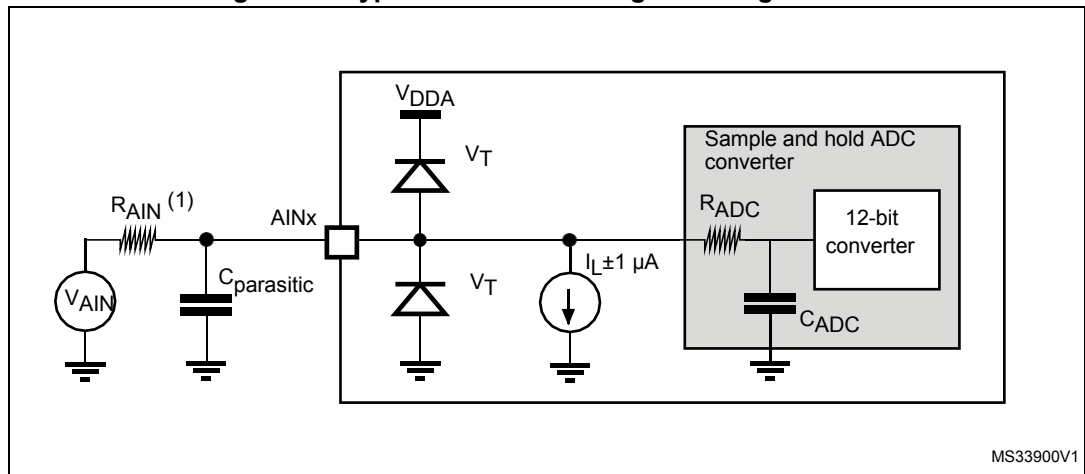 V_DDA
Sample and hold ADC
converter
V_T
R_AIN (1)
AINx
R_ADC
12-bit
converter
I_L±1 µA
V_T
C_parasitic
V_AIN
C_ADC
MS33900V1